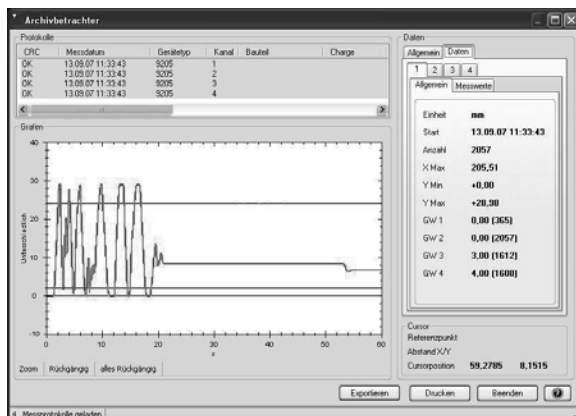 Archivbetrachter
Protokolle
CRC Messdatum Gerätetyp Kanal Bauteil Charge
OK 13.09.07 11:33:43 9205 1
OK 13.09.07 11:33:43 9205 2
OK 13.09.07 11:33:43 9205 3
OK 13.09.07 11:33:43 9205 4
Grafen
40
30
20
10
0
-10
Unterschiedlich
0 10 20 30 40 50 60
Zoom Rückgängig alles Rückgängig
Daten
Allgemein Daten
1 2 3 4
Allgemein Messwerte
Einheit mm
Start 13.09.07 11:33:43
Anzahl 2057
X Max 205,51
Y Min +0,00
Y Max +28,98
GW 1 0,00 (365)
GW 2 0,00 (2057)
GW 3 3,00 (1612)
GW 4 4,00 (1608)
Cursor
Referenzpunkt
Abstand X/Y
Cursorposition 59,2785 8,1515
Exportieren Drucken Beenden
4 Messprotokolle geladen